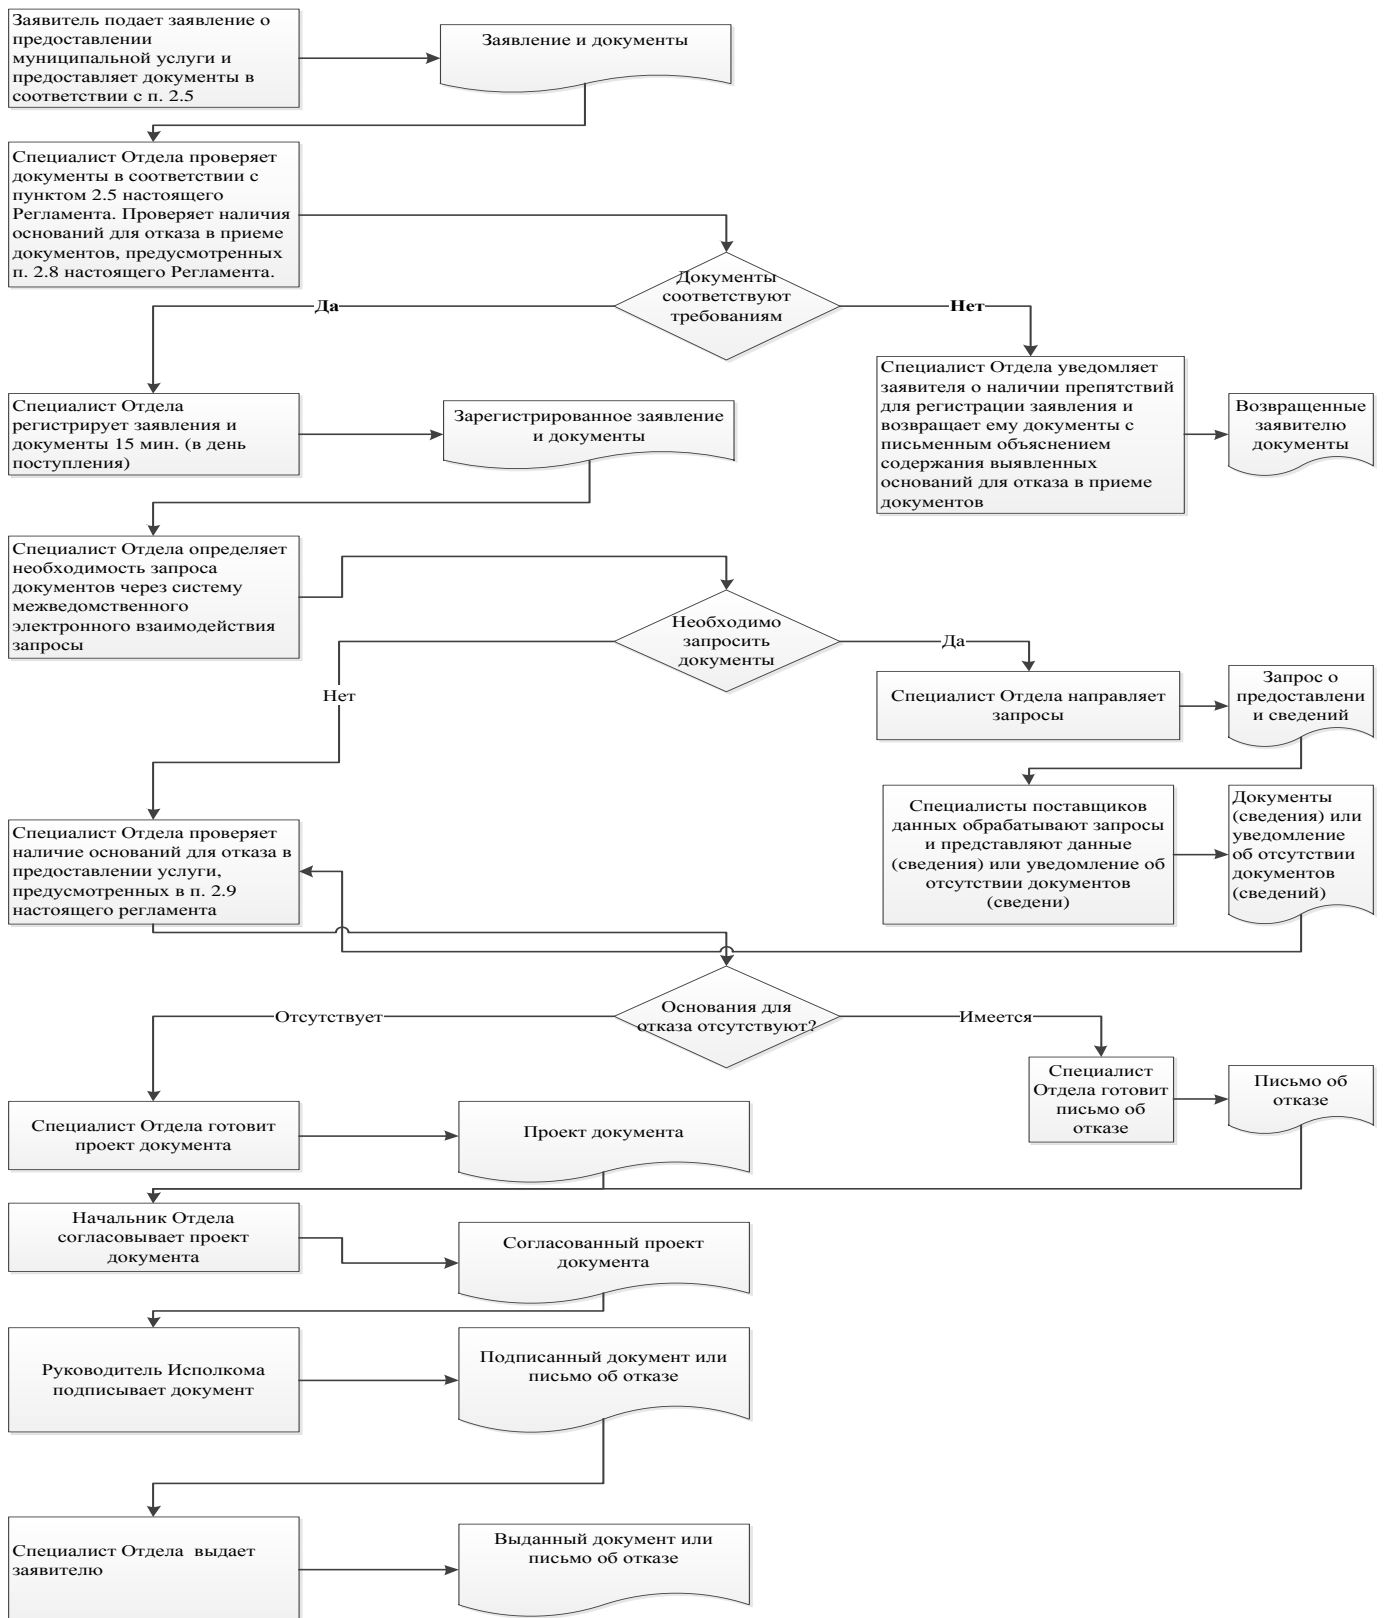 Заявитель подает заявление о
предоставлении
муниципальной услуги и
предоставляет документы в
соответствии с п. 2.5
Заявление и документы
Специалист Отдела проверяет
документы в соответствии с
пунктом 2.5 настоящего
Регламента. Проверяет наличия
оснований для отказа в приеме
документов, предусмотренных
п. 2.8 настоящего Регламента.
Документы
соответствуют
требованиям
Да
Нет
Специалист Отдела
регистрирует заявления и
документы 15 мин. (в день
поступления)
Зарегистрированное заявление
и документы
Специалист Отдела уведомляет
заявителя о наличии препятствий
для регистрации заявления и
возвращает ему документы с
письменным объяснением
содержания выявленных
оснований для отказа в приеме
документов
Возвращенные
заявителю
документы
Специалист Отдела определяет
необходимость запроса
документов через систему
межведомственного
электронного взаимодействия
запросы
Необходимо
запросить
документы
Да
Нет
Специалист Отдела направляет
запросы
Запрос о
предоставлени
и сведений
Специалисты поставщиков
данных обрабатывают запросы
и представляют данные
(сведения) или уведомление об
отсутствии документов
(сведени)
Документы
(сведения) или
уведомление
об отсутствии
документов
(сведений)
Специалист Отдела проверяет
наличие оснований для отказа в
предоставлении услуги,
предусмотренных в п. 2.9
настоящего регламента
Основания для
отказа отсутствуют?
Отсутствует
Имеется
Специалист
Отдела готовит
письмо об
отказе
Письмо об
отказе
Специалист Отдела готовит
проект документа
Проект документа
Начальник Отдела
согласовывает проект
документа
Согласованный проект
документа
Руководитель Исполкома
подписывает документ
Подписанный документ или
письмо об отказе
Специалист Отдела  выдает
заявителю
Выданный документ или
письмо об отказе